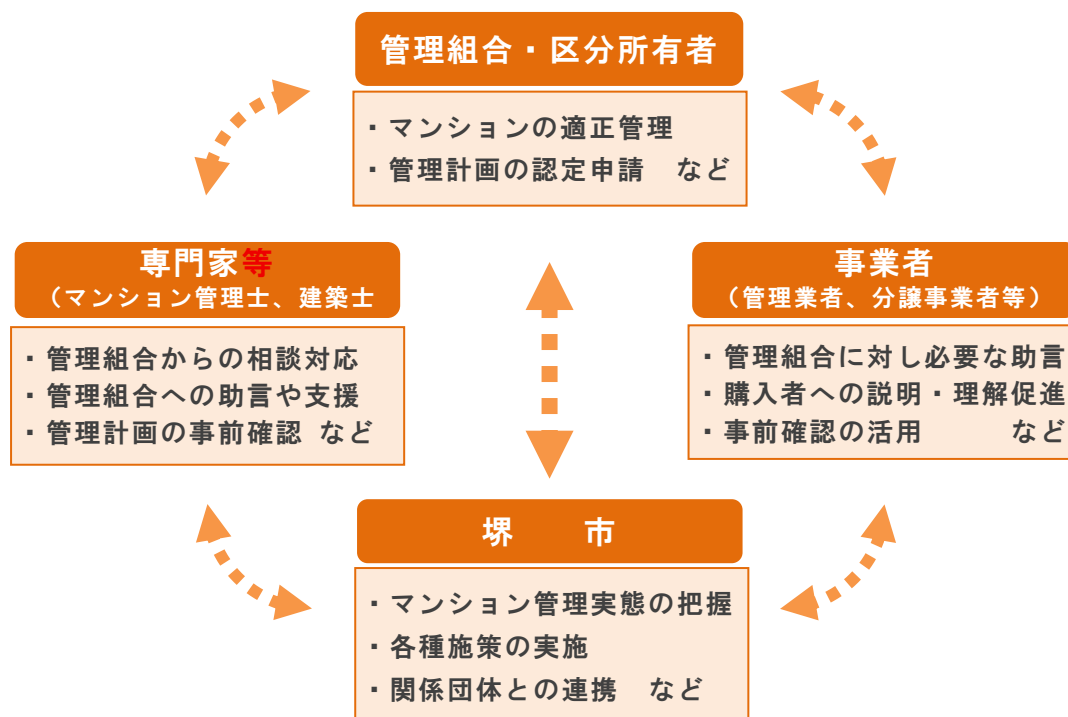 管理組合・区分所有者
・マンションの適正管理
・管理計画の認定申請　など
専門家等
（マンション管理士、建築士
・管理組合からの相談対応
・管理組合への助言や支援
・管理計画の事前確認 など
事業者
（管理業者、分譲事業者等）
・管理組合に対し必要な助言
・購入者への説明・理解促進
・事前確認の活用　　　など
堺　　市
・マンション管理実態の把握
・各種施策の実施
・関係団体との連携　など